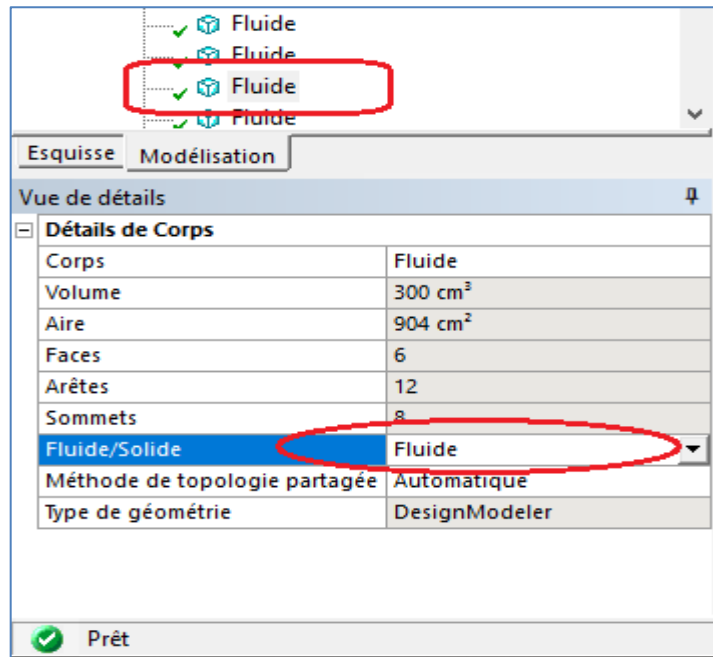 Fluide
Fluide
Fluide
Fluide
Esquisse Modélisation
Vue de détails
Détails de Corps
Corps Fluide
Volume 300 cm³
Aire 904 cm²
Faces 6
Arêtes 12
Sommets 8
Fluide/Solide Fluide
Méthode de topologie partagée Automatique
Type de géométrie DesignModeler
Prêt